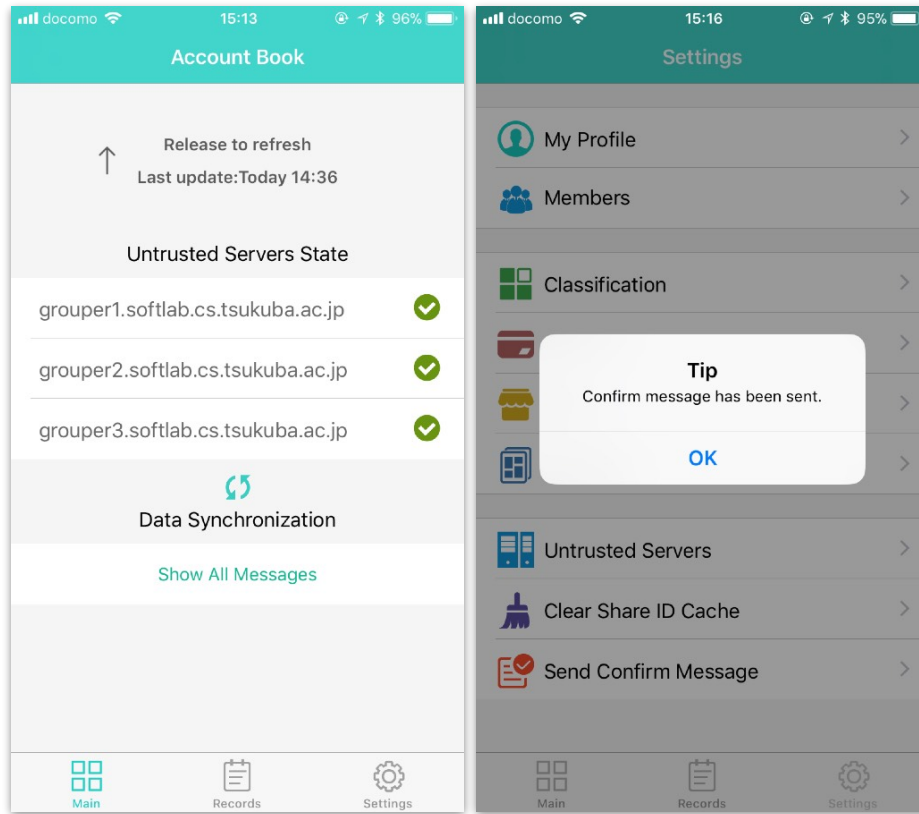 docomo 15:13 96%
Account Book
Release to refresh
Last update:Today 14:36
Untrusted Servers State
grouper1.softlab.cs.tsukuba.ac.jp
grouper2.softlab.cs.tsukuba.ac.jp
grouper3.softlab.cs.tsukuba.ac.jp
Data Synchronization
Show All Messages
Main Records Settings
docomo 15:16 95%
Settings
My Profile
Members
Classification
Tip
Confirm message has been sent.
OK
Untrusted Servers
Clear Share ID Cache
Send Confirm Message
Main Records Settings